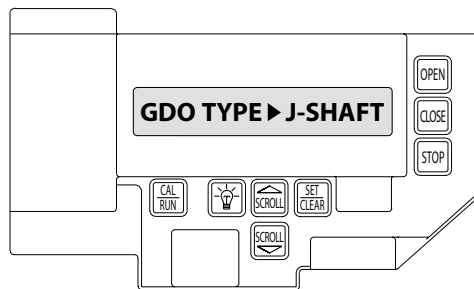 GDO TYPE ▶ J-SHAFT
OPEN
CLOSE
STOP
CAL
RUN
SCROLL
SET
CLEAR
SCROLL